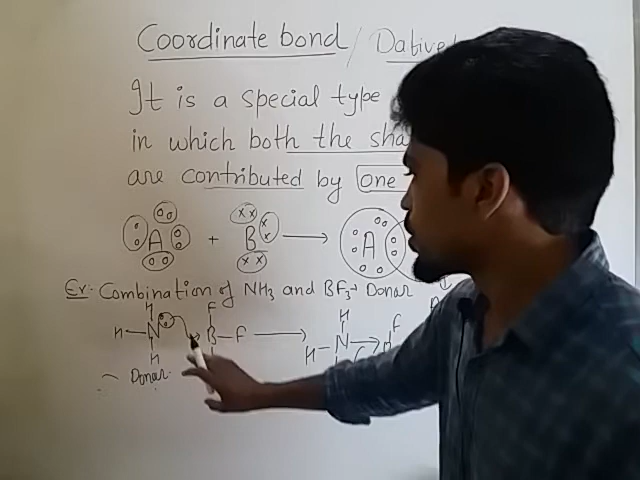 Coordinate bond / Dative
It is a special type
in which both the sha
are contributed by one
A + B → A
Ex:- Combination of NH3 and BF3→ Donar
H F H F
H - N B - F → H - N →
H
Donar